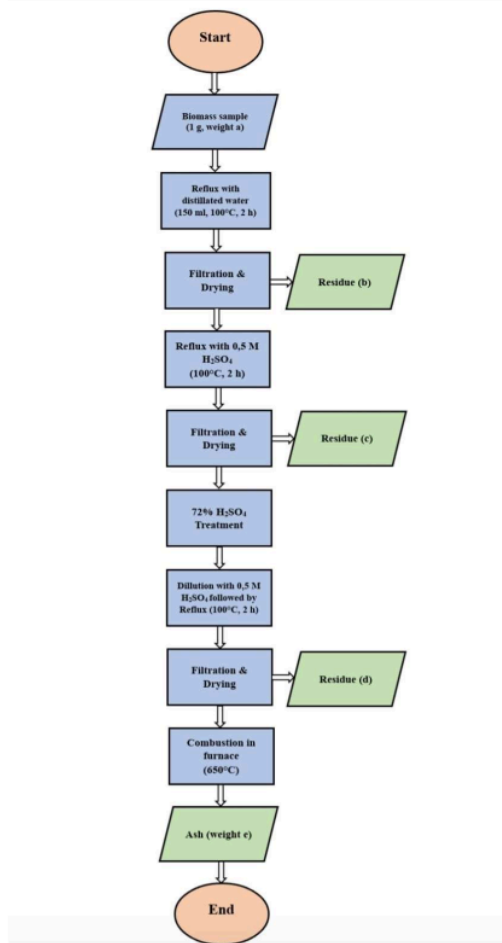 Start
Biomass sample
(1 g, weight a)
Reflux with
distillated water
(150 ml, 100°C, 2 h)
Filtration &
Drying
Residue (b)
Reflux with 0,5 M
H₂SO₄
(100°C, 2 h)
Filtration &
Drying
Residue (c)
72% H₂SO₄
Treatment
Dillution with 0,5 M
H₂SO₄ followed by
Reflux (100°C, 2 h)
Filtration &
Drying
Residue (d)
Combustion in
furnace
(650°C)
Ash (weight e)
End